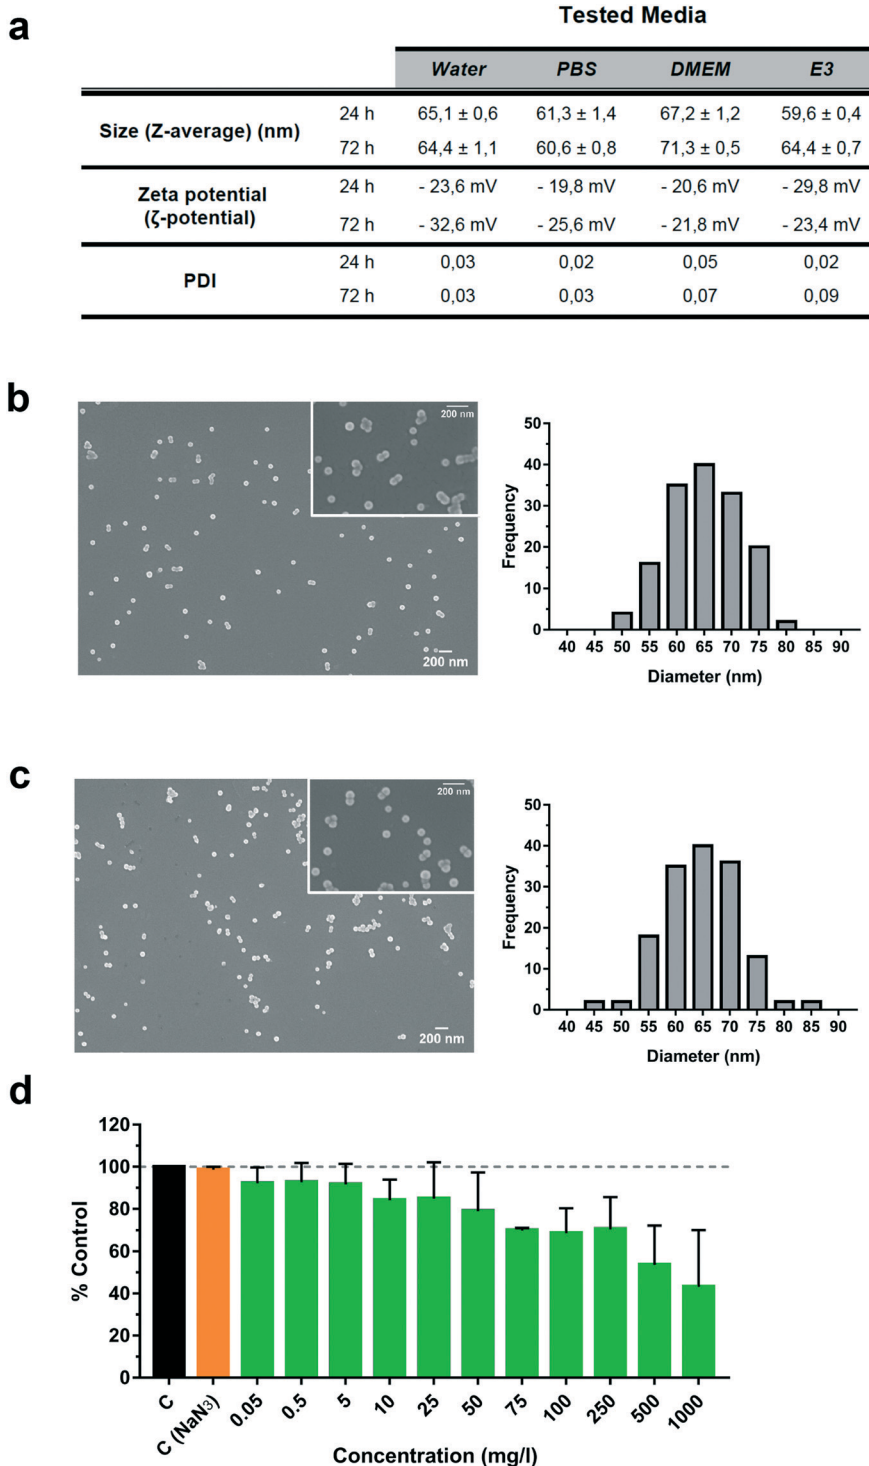 a
Tested Media
Water PBS DMEM E3
Size (Z-average) (nm)
24 h 65,1 ± 0,6 61,3 ± 1,4 67,2 ± 1,2 59,6 ± 0,4
72 h 64,4 ± 1,1 60,6 ± 0,8 71,3 ± 0,5 64,4 ± 0,7
Zeta potential
(ζ-potential)
24 h - 23,6 mV - 19,8 mV - 20,6 mV - 29,8 mV
72 h - 32,6 mV - 25,6 mV - 21,8 mV - 23,4 mV
PDI
24 h 0,03 0,02 0,05 0,02
72 h 0,03 0,03 0,07 0,09
b
200 nm
200 nm
Frequency
50
40
30
20
10
0
40 45 50 55 60 65 70 75 80 85 90
Diameter (nm)
c
200 nm
200 nm
Frequency
50
40
30
20
10
0
40 45 50 55 60 65 70 75 80 85 90
Diameter (nm)
d
% Control
120
100
80
60
40
20
0
C C (NaN3) 0.05 0.5 5 10 25 50 75 100 250 500 1000
Concentration (mg/l)